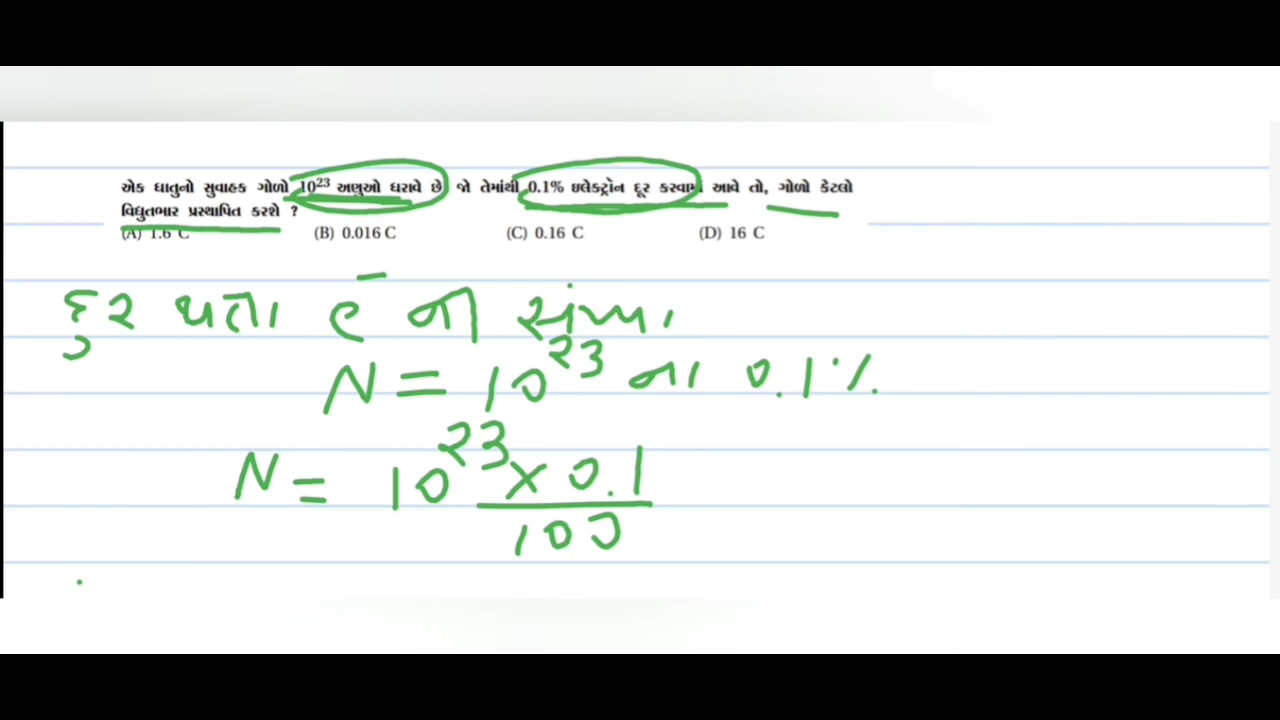 એક ધાતુનો સુવાહક ગોળો 10²³ અણુઓ ધરાવે છે જો તેમાંથી 0.1% ઇલેક્ટ્રૉન દૂર કરવામાં આવે તો, ગોળો કેટલો
વિદ્યુતભાર પ્રસ્થાપિત કરશે ?
(A) 1.6 C (B) 0.016 C (C) 0.16 C (D) 16 C
દુર થતા e⁻ ની સંખ્યા
N = 10²³ ના 0.1%
N = 10²³ × 0.1
100